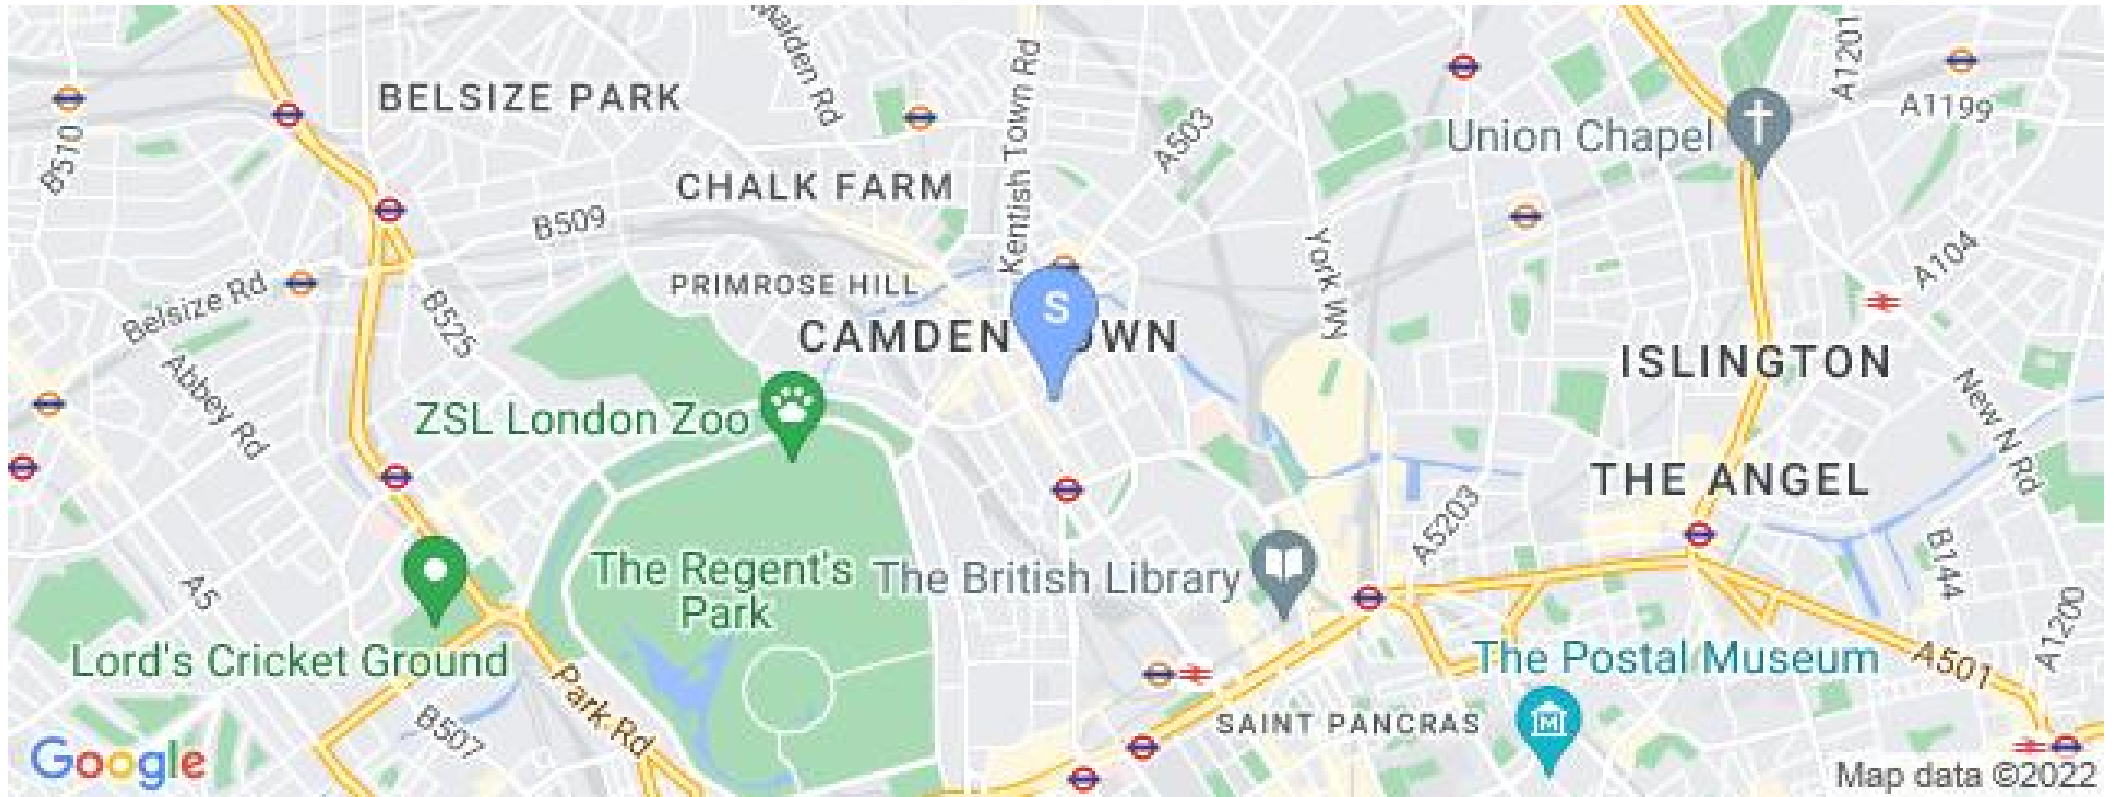 Malden Rd
Kentish Town Rd
A1201
BELSIZE PARK
A1199
B510
A503
Union Chapel
CHALK FARM
B509
York Wy
A104
PRIMROSE HILL
Belsize Rd
B525
S
CAMDEN TOWN
ISLINGTON
Abbey Rd
ZSL London Zoo
New N Rd
THE ANGEL
A5203
B144
The Regent's
Park
The British Library
A5
A1200
Lord's Cricket Ground
The Postal Museum
A501
Park Rd
B507
SAINT PANCRAS
M
Google
Map data ©2022